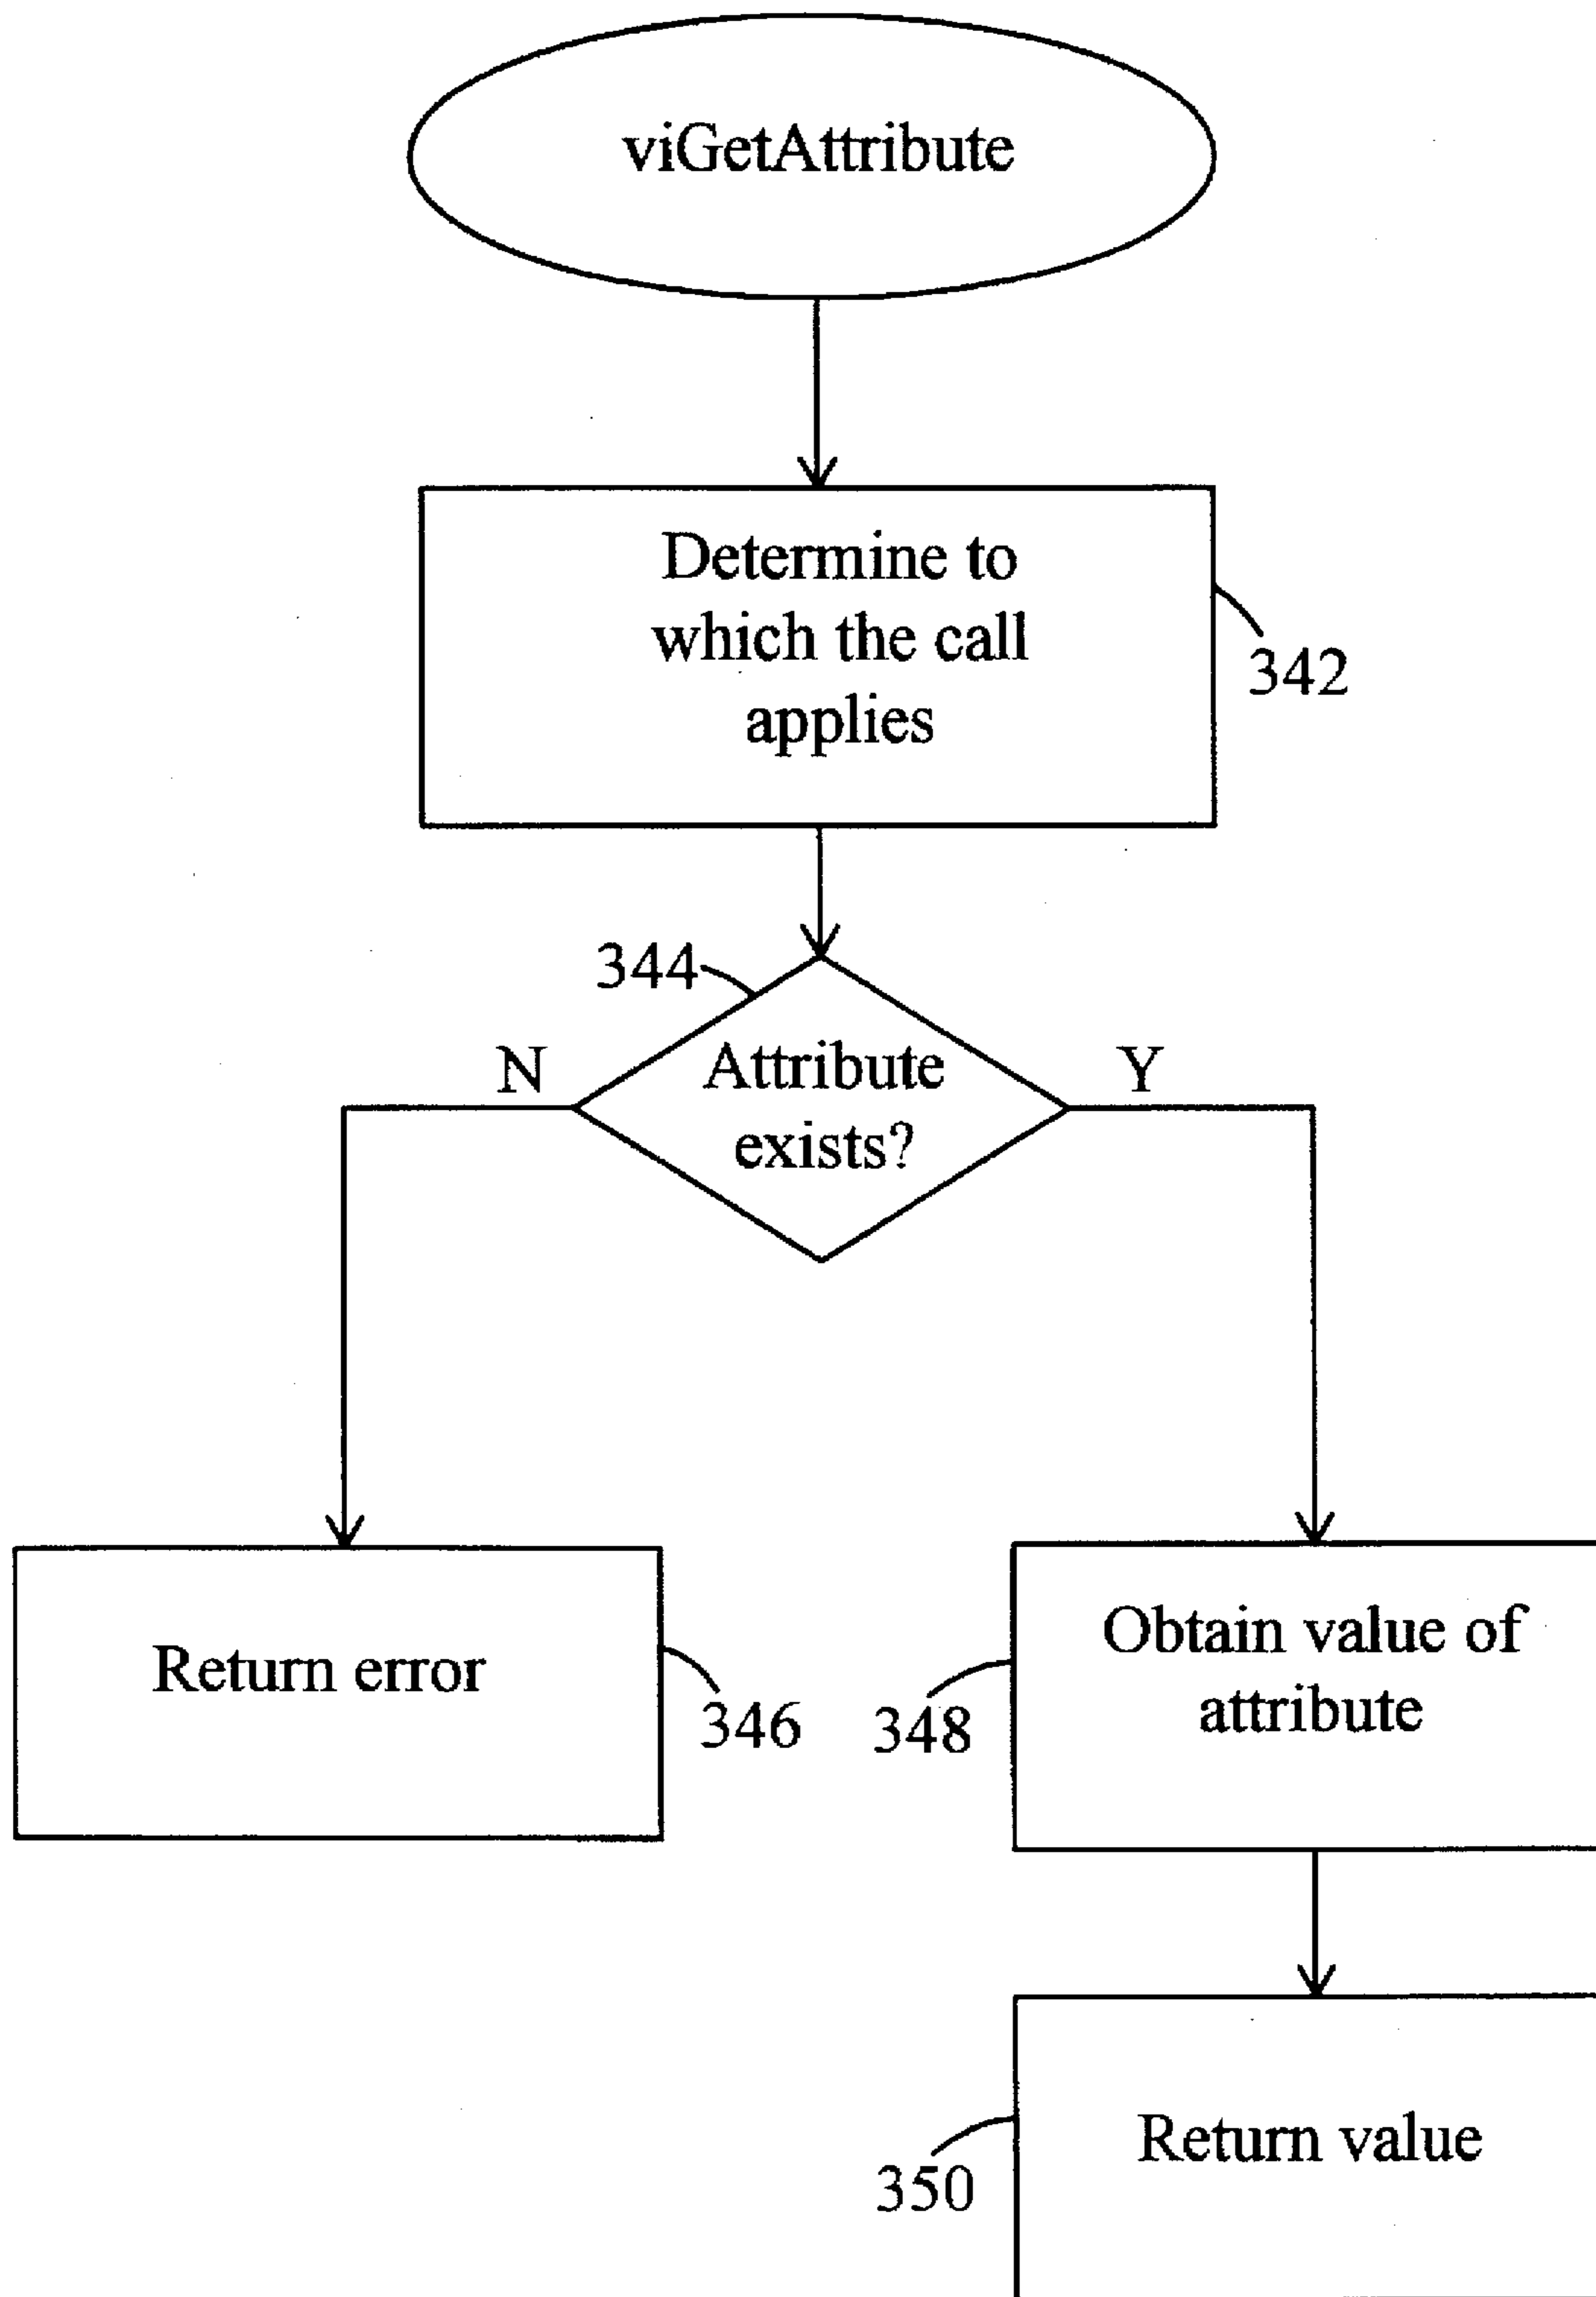 viGetAttribute
Determine to
which the call
applies
342
344
N
Attribute
exists?
Y
Return error
346
348
Obtain value of
attribute
350
Return value